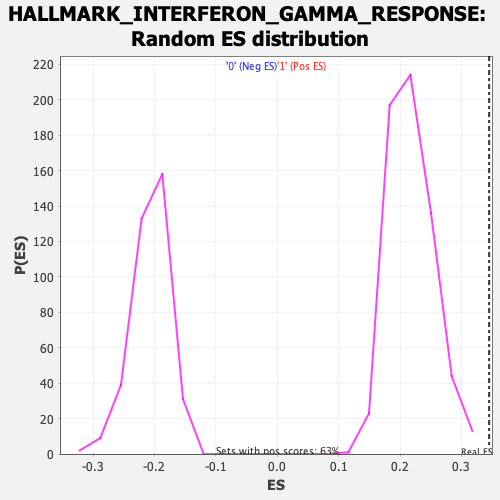 HALLMARK_INTERFERON_GAMMA_RESPONSE:
Random ES distribution
'0' (Neg ES)'1' (Pos ES)
220
200
180
160
140
120
100
80
60
40
20
0
P(ES)
Sets with pos scores: 63%
Real ES
-0.3 -0.2 -0.1 0.0 0.1 0.2 0.3
ES